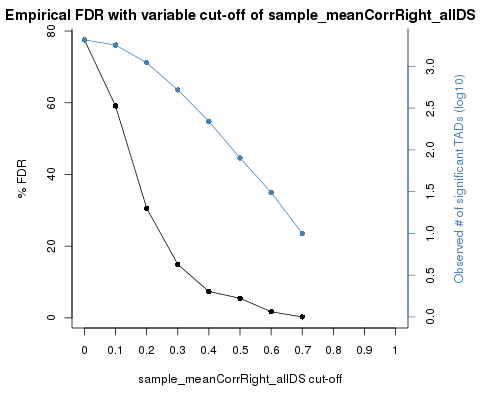 Empirical FDR with variable cut-off of sample_meanCorrRight_allDS
80
60
40
20
0
% FDR
3.0
2.5
2.0
1.5
1.0
0.5
0.0
Observed # of significant TADs (log10)
0 0.1 0.2 0.3 0.4 0.5 0.6 0.7 0.8 0.9 1
sample_meanCorrRight_allDS cut-off